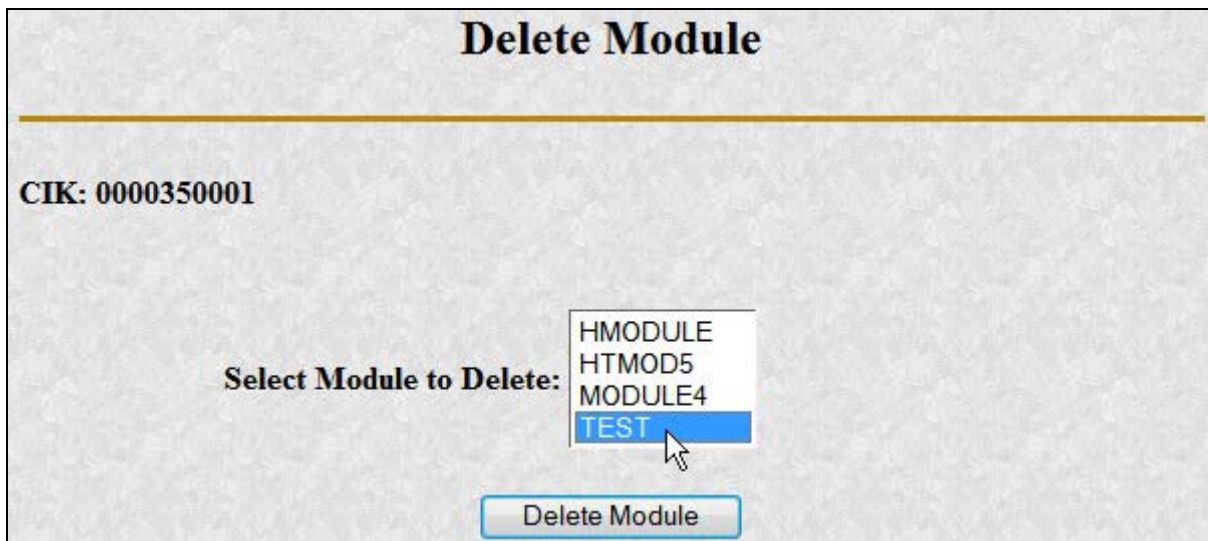 Delete Module
CIK: 0000350001
Select Module to Delete:
HMODULE
HTMOD5
MODULE4
TEST
Delete Module